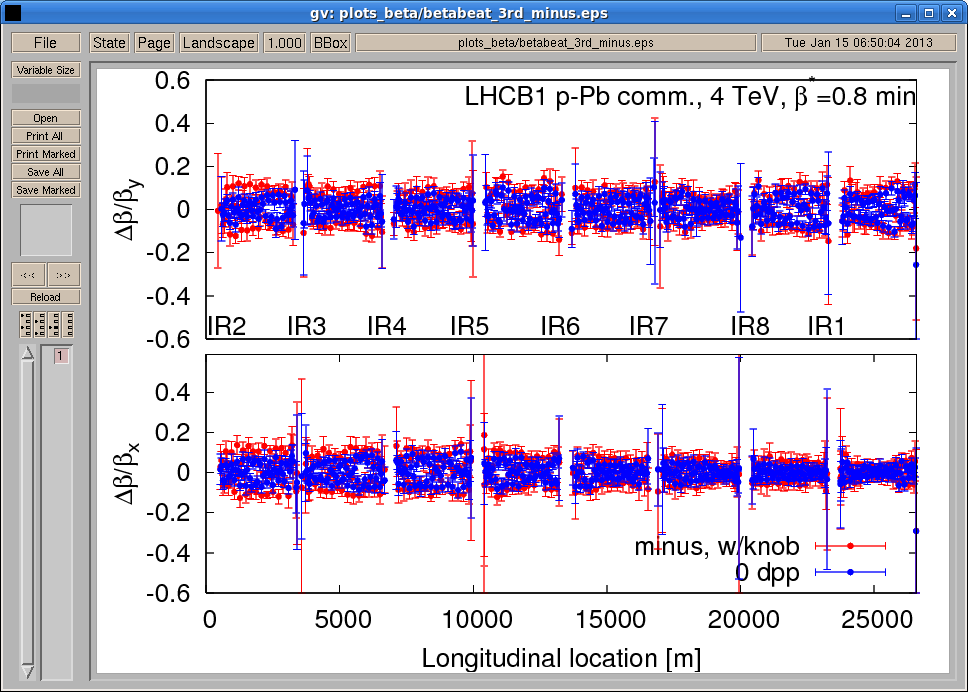 gv: plots_beta/betabeat_3rd_minus.eps
File State Page Landscape 1.000 BBox plots_beta/betabeat_3rd_minus.eps Tue Jan 15 06:50:04 2013
Variable Size
Open
Print All
Print Marked
Save All
Save Marked
<< >>
Reload
1
LHCB1 p-Pb comm., 4 TeV, β*=0.8 min
0.6
0.4
0.2
0
-0.2
-0.4
-0.6
Δβ/βy
IR2 IR3 IR4 IR5 IR6 IR7 IR8 IR1
0.4
0.2
0
-0.2
-0.4
-0.6
Δβ/βx
minus, w/knob
0 dpp
0 5000 10000 15000 20000 25000
Longitudinal location [m]